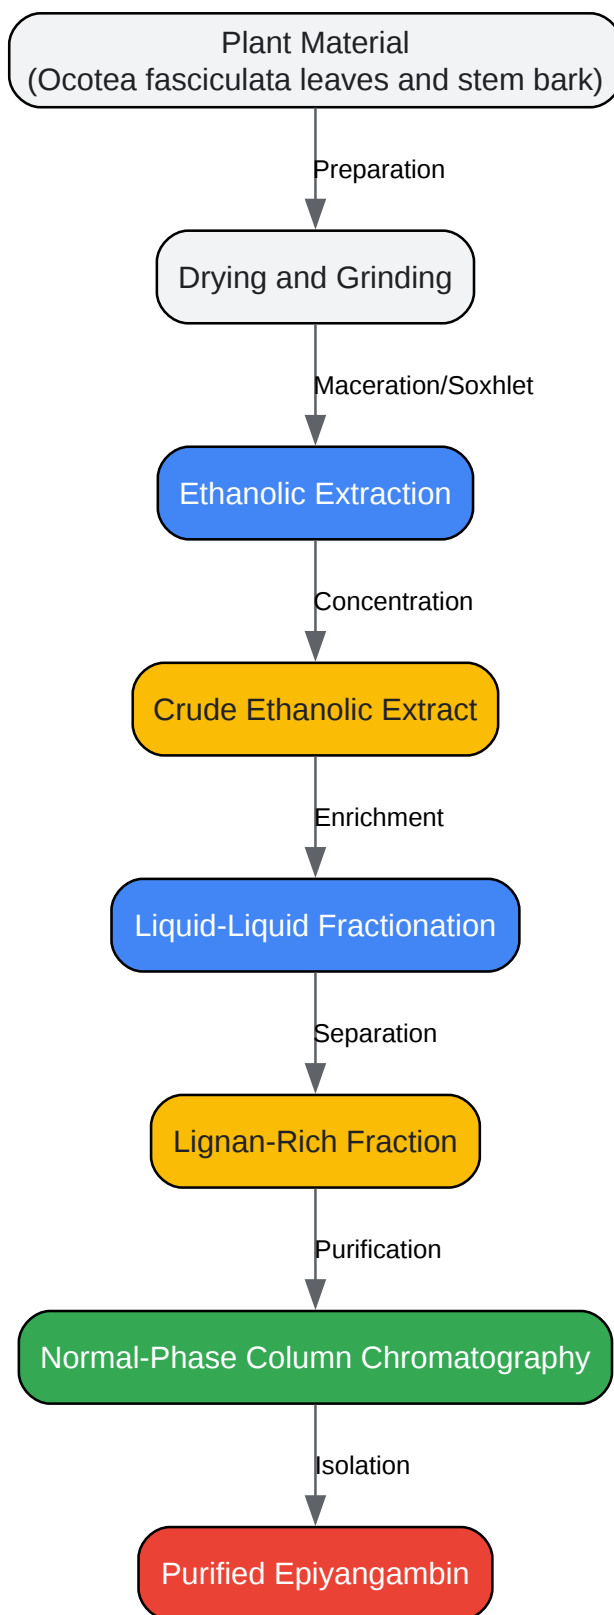 Plant Material
(Ocotea fasciculata leaves and stem bark)
Preparation
Drying and Grinding
Maceration/Soxhlet
Ethanolic Extraction
Concentration
Crude Ethanolic Extract
Enrichment
Liquid-Liquid Fractionation
Separation
Lignan-Rich Fraction
Purification
Normal-Phase Column Chromatography
Isolation
Purified Epiyangambin